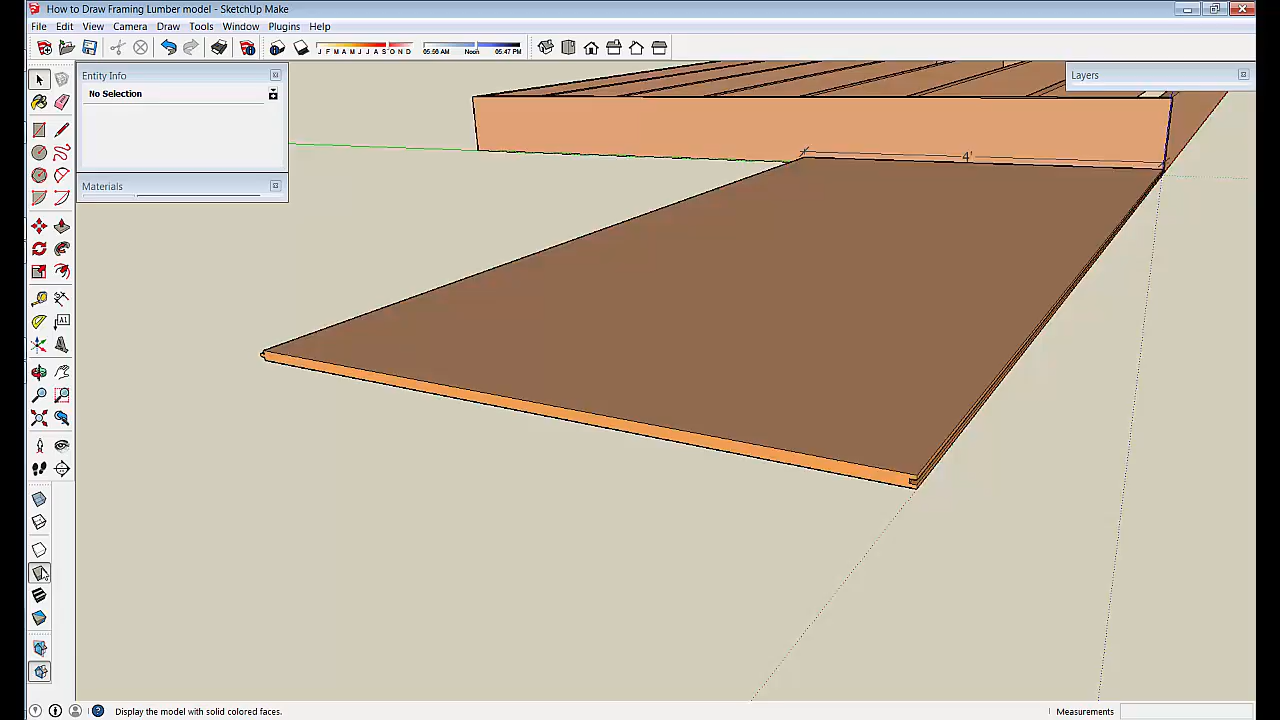 How to Draw Framing Lumber model - SketchUp Make
File Edit View Camera Draw Tools Window Plugins Help
J F M A M J J A S O N D
05:56 AM Noon 05:47 PM
Entity Info
No Selection
Materials
Layers
4'
A1
Display the model with solid colored faces.
Measurements